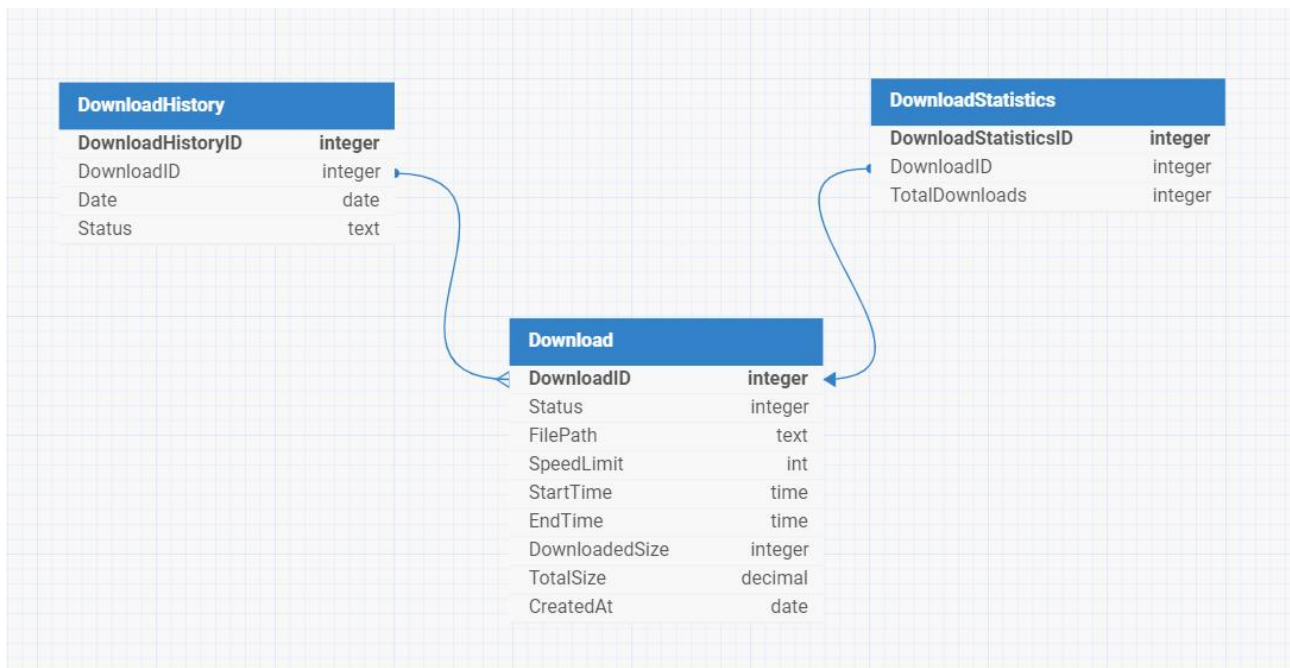 DownloadHistory
DownloadHistoryID integer
DownloadID integer
Date date
Status text
DownloadStatistics
DownloadStatisticsID integer
DownloadID integer
TotalDownloads integer
Download
DownloadID integer
Status integer
FilePath text
SpeedLimit int
StartTime time
EndTime time
DownloadedSize integer
TotalSize decimal
CreatedAt date